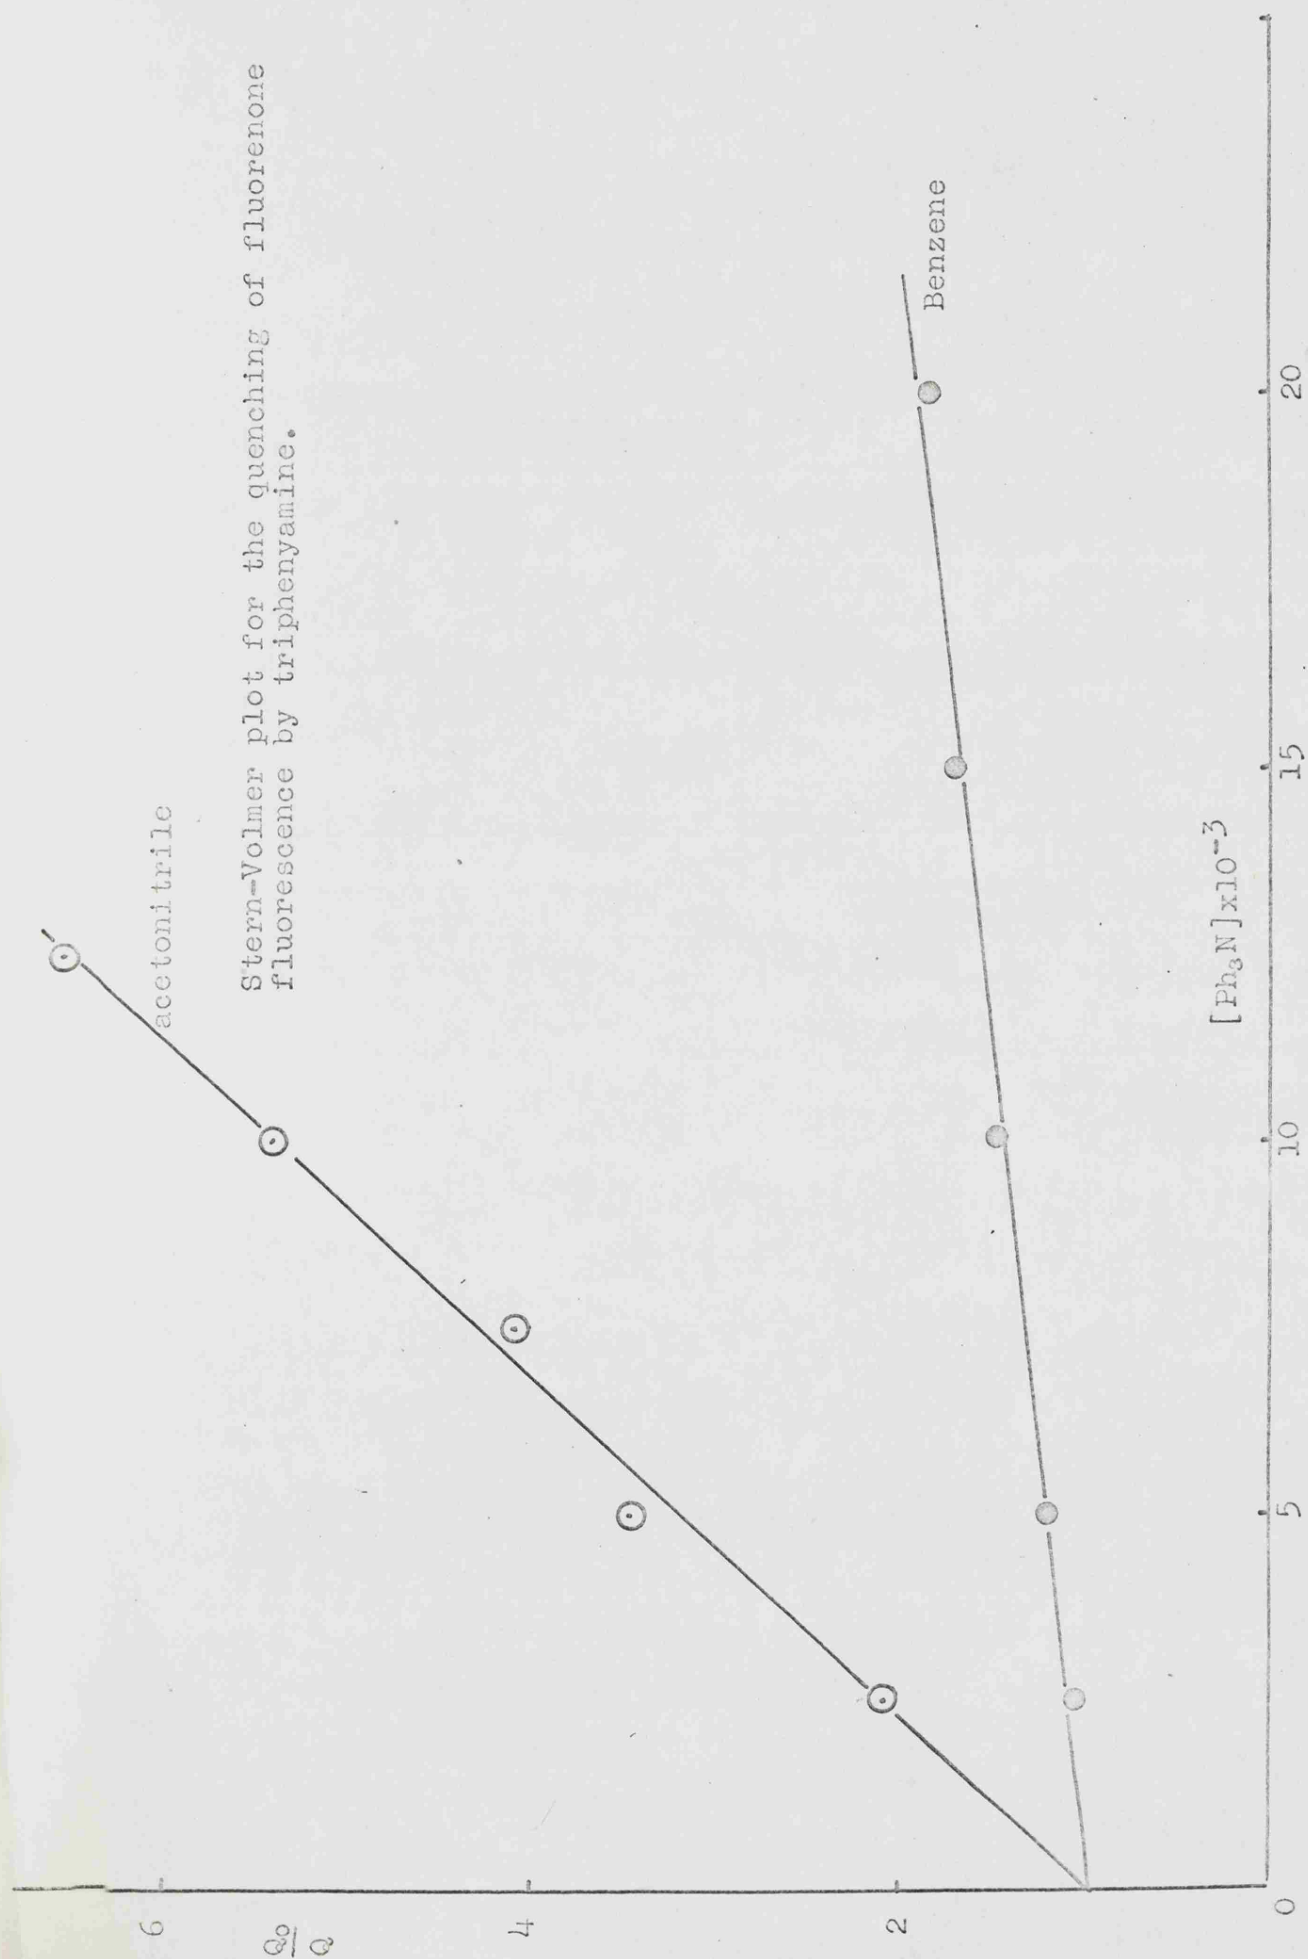 acetonitrile
Stern-Volmer plot for the quenching of fluorenone
fluorescence by triphenyamine.
Benzene
[Ph₃N]x10⁻³
Q₀
Q
6
4
2
0
5
10
15
20